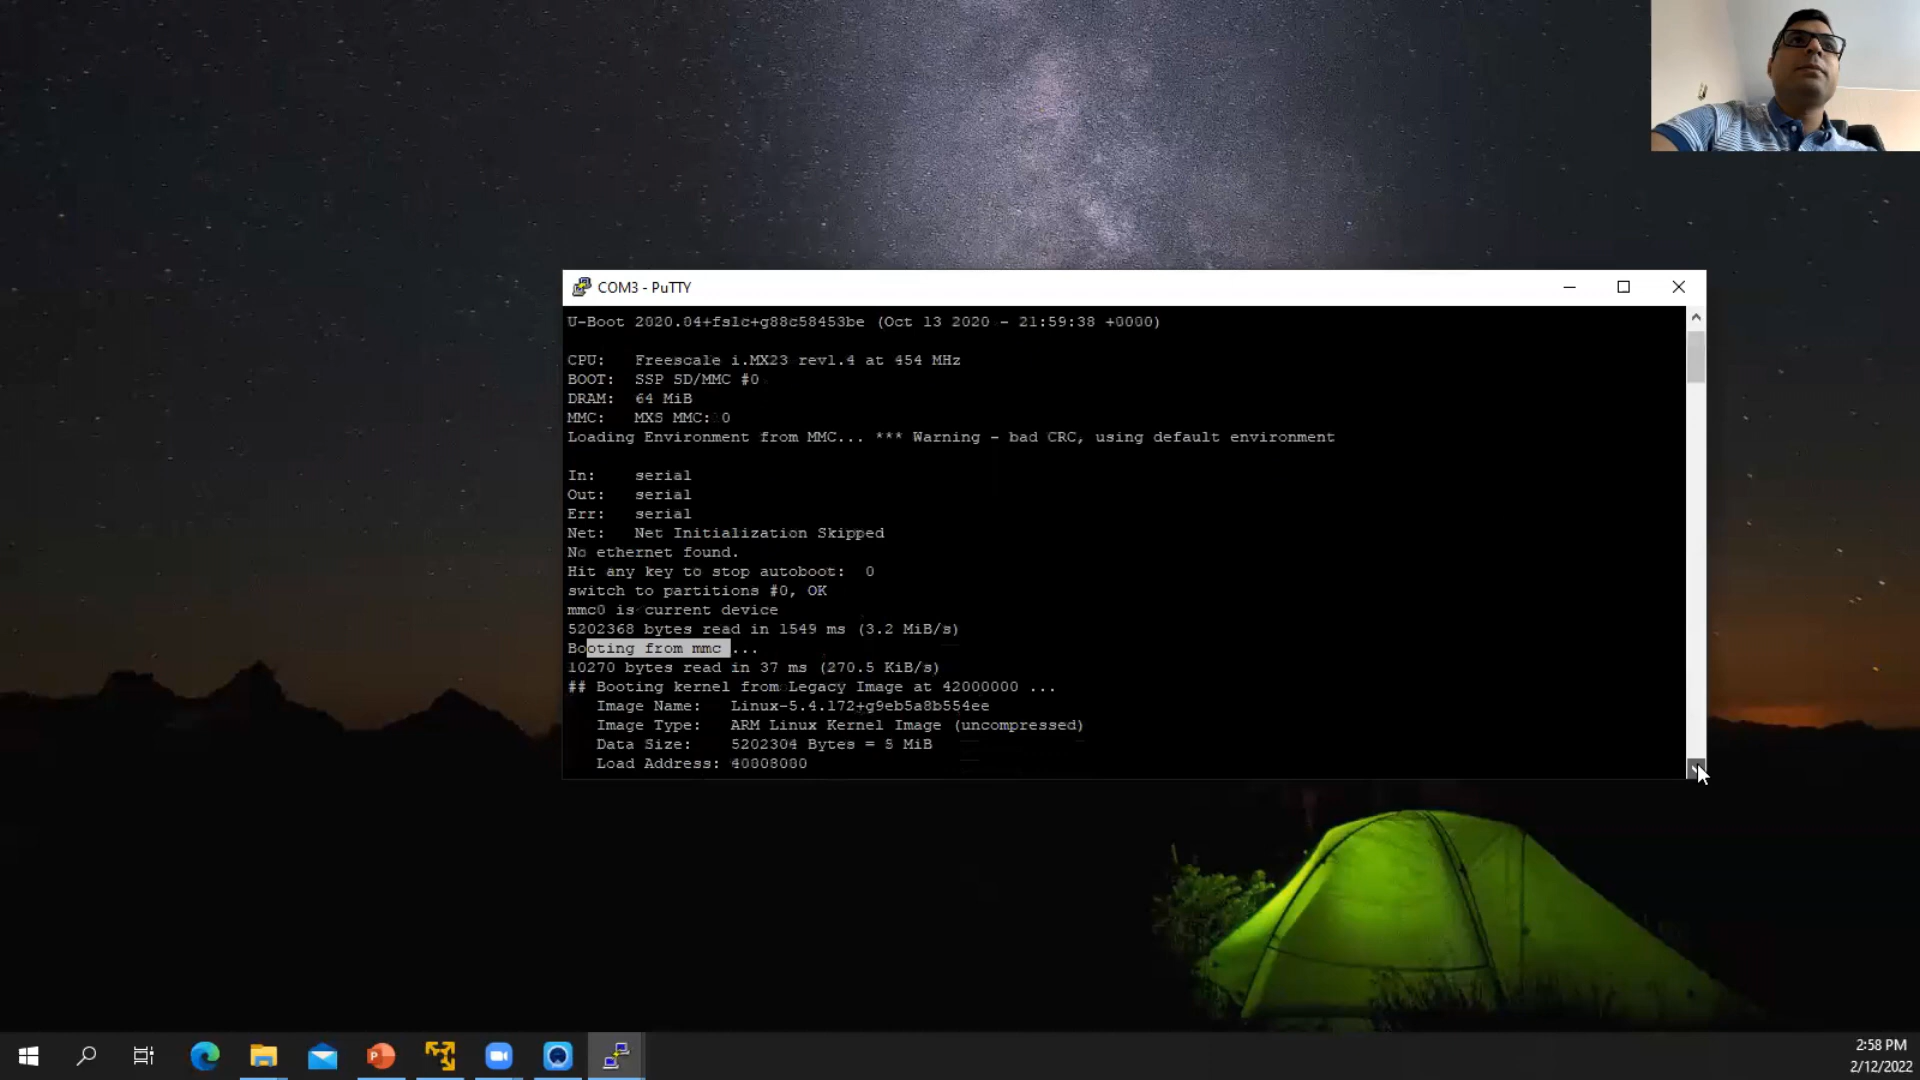 COM3 - PuTTY
U-Boot 2020.04+fslc+g88c58453be (Oct 13 2020 - 21:59:38 +0000)
CPU: Freescale i.MX23 rev1.4 at 454 MHz
BOOT: SSP SD/MMC #0
DRAM: 64 MiB
MMC: MXS MMC: 0
Loading Environment from MMC... *** Warning - bad CRC, using default environment
In: serial
Out: serial
Err: serial
Net: Net Initialization Skipped
No ethernet found.
Hit any key to stop autoboot: 0
switch to partitions #0, OK
mmc0 is current device
5202368 bytes read in 1549 ms (3.2 MiB/s)
Booting from mmc ...
10270 bytes read in 37 ms (270.5 KiB/s)
## Booting kernel from Legacy Image at 42000000 ...
Image Name: Linux-5.4.172+g9eb5a8b554ee
Image Type: ARM Linux Kernel Image (uncompressed)
Data Size: 5202304 Bytes = 5 MiB
Load Address: 40008000
2:58 PM
2/12/2022